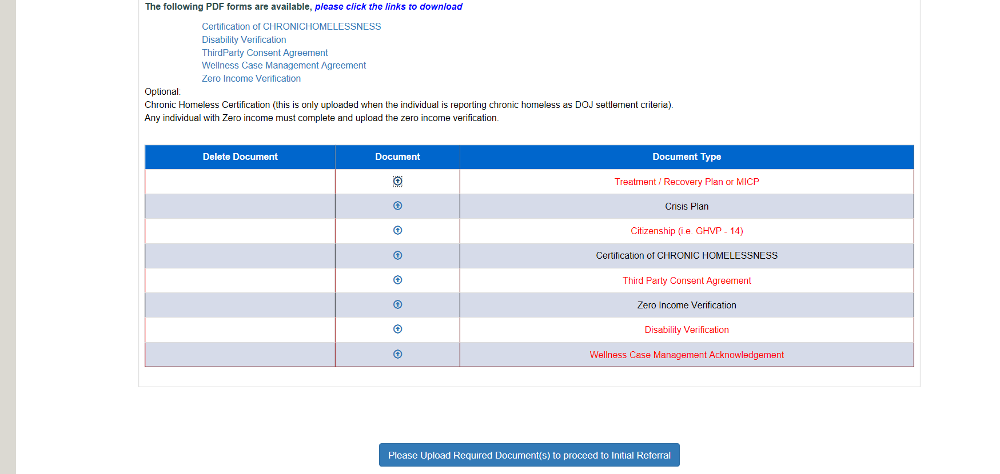 The following PDF forms are available, please click the links to download
Certification of CHRONICHOMELESSNESS
Disability Verification
ThirdParty Consent Agreement
Wellness Case Management Agreement
Zero Income Verification
Optional:
Chronic Homeless Certification (this is only uploaded when the individual is reporting chronic homeless as DOJ settlement criteria).
Any individual with Zero income must complete and upload the zero income verification.
Delete Document Document Document Type
Treatment / Recovery Plan or MICP
Crisis Plan
Citizenship (i.e. GHVP - 14)
Certification of CHRONIC HOMELESSNESS
Third Party Consent Agreement
Zero Income Verification
Disability Verification
Wellness Case Management Acknowledgement
Please Upload Required Document(s) to proceed to Initial Referral